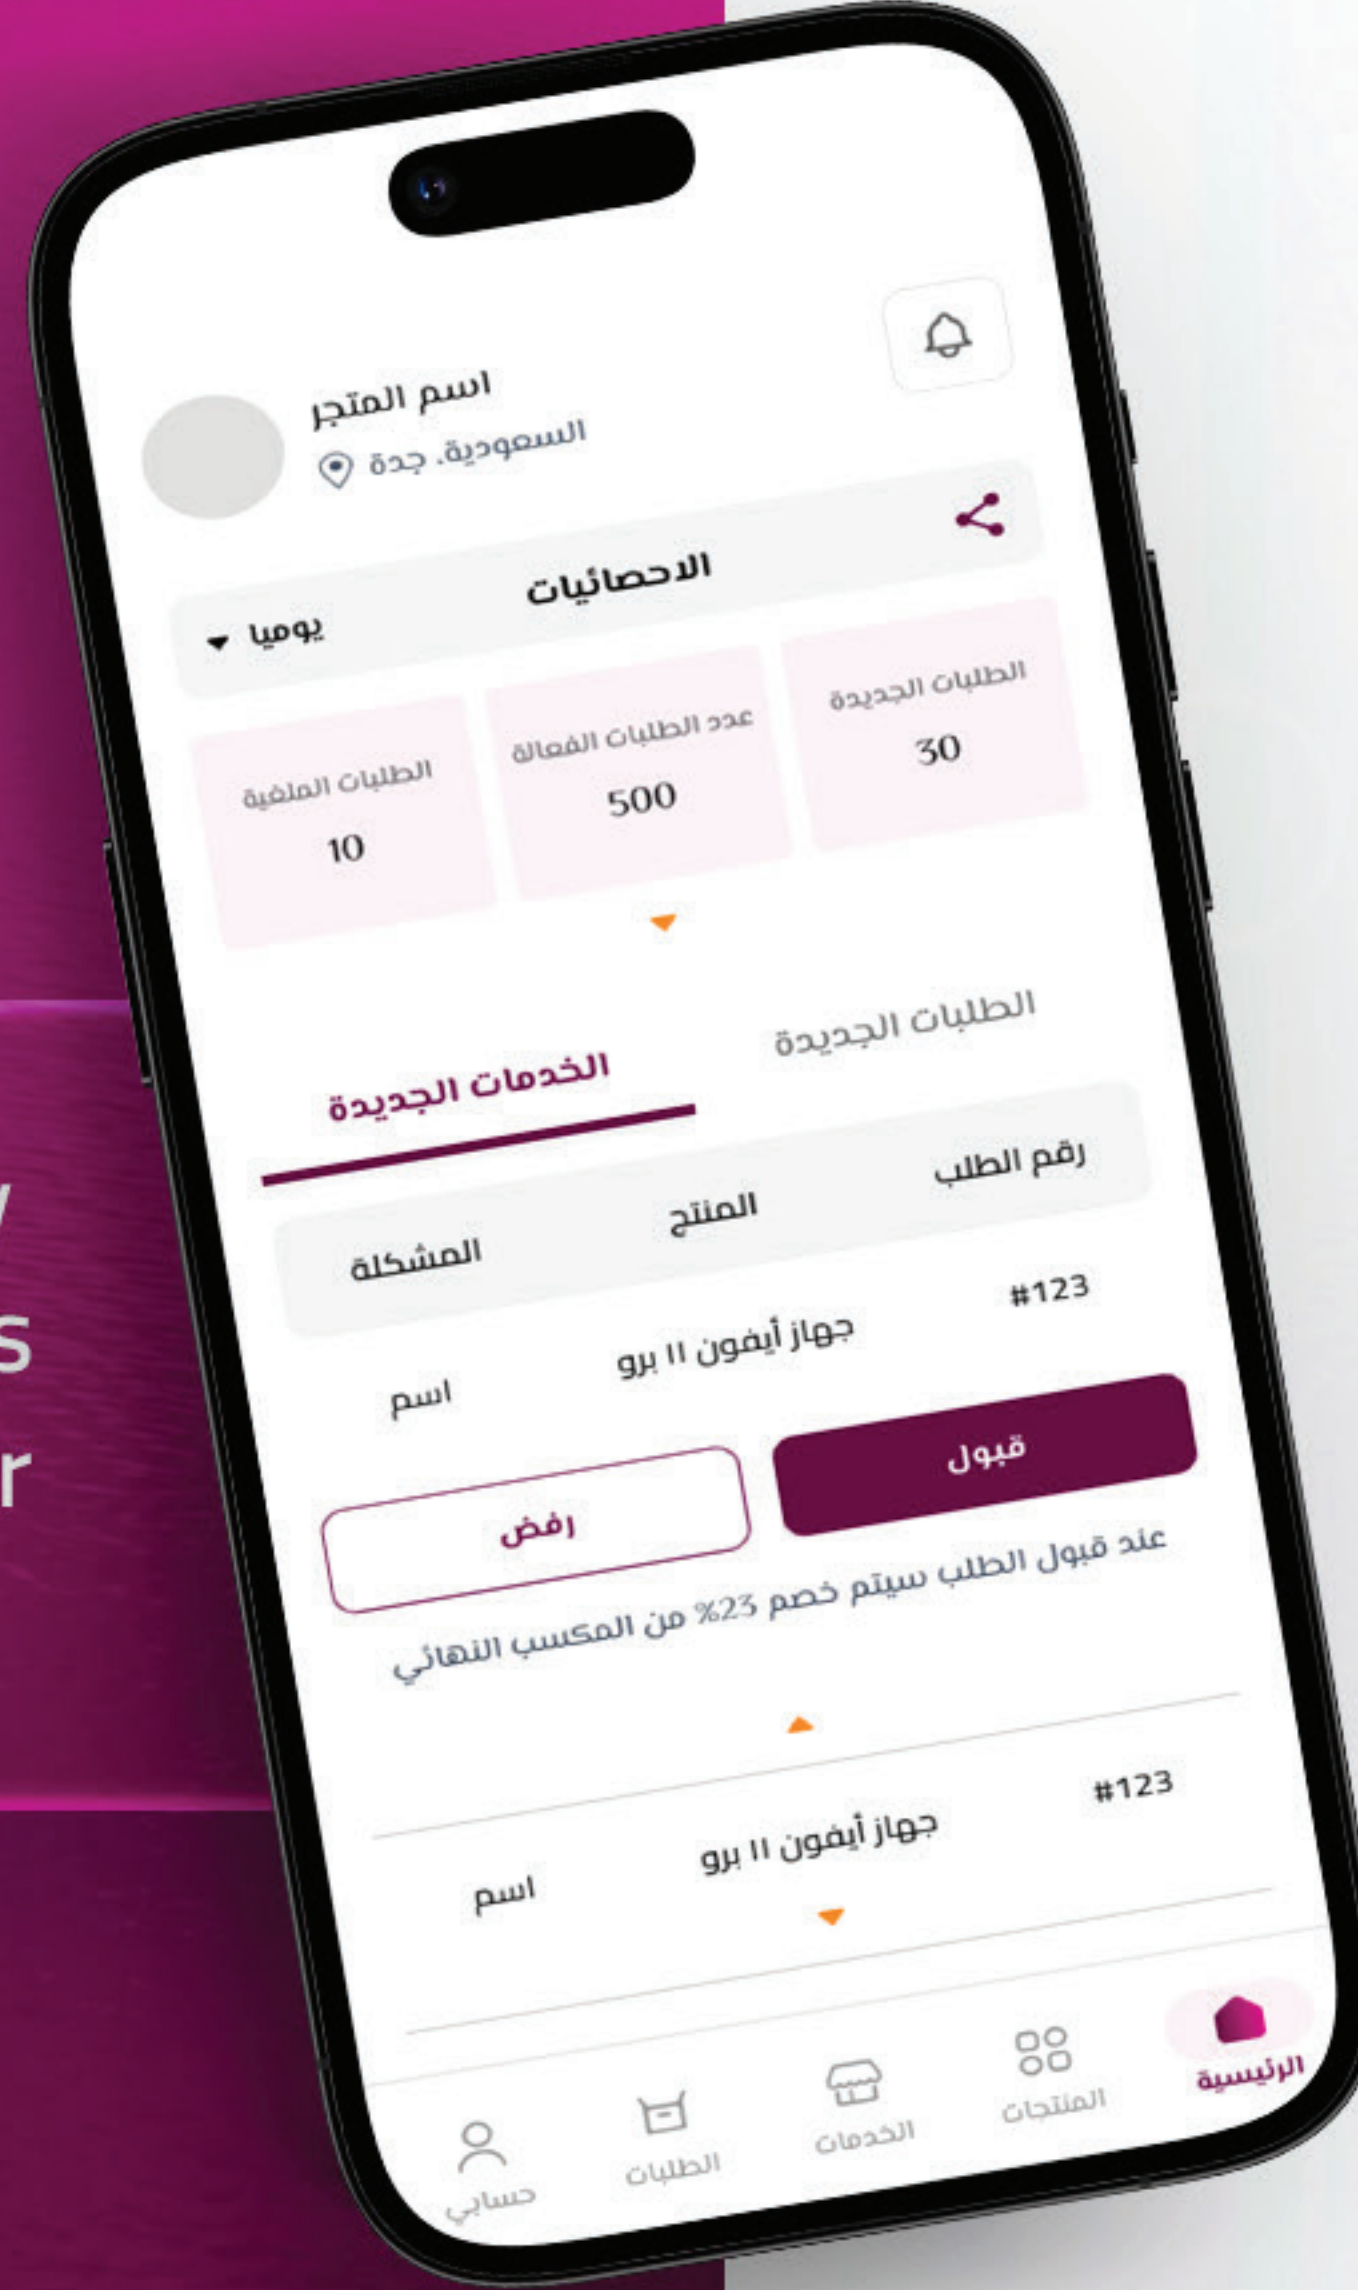 اسم المتجر
السعودية. جدة
الاحصائيات
يوميا
الطلبات الجديدة
30
عدد الطلبات الفعالة
500
الطلبات الملغية
10
الطلبات الجديدة
الخدمات الجديدة
رقم الطلب المنتج المشكلة
#123 جهاز أيفون ١١ برو اسم
قبول
رفض
عند قبول الطلب سيتم خصم 23% من المكسب النهائي
#123 جهاز أيفون ١١ برو اسم
الرئيسية المنتجات الخدمات الطلبات حسابي
s
r